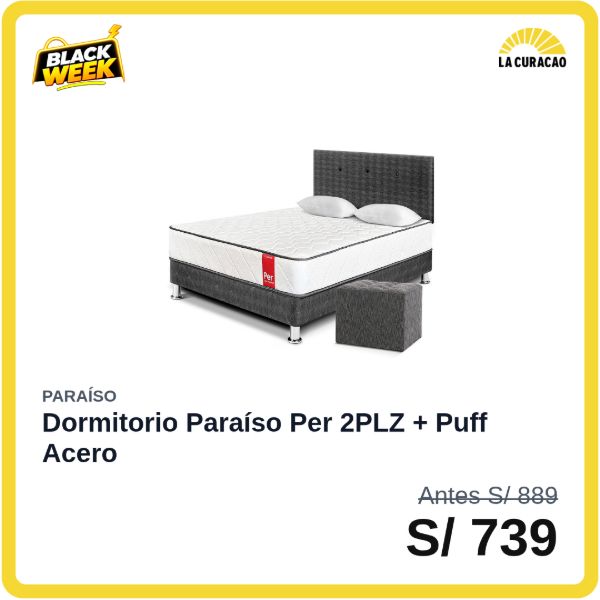 BLACK
WEEK
LA CURACAO
Per
PARAÍSO
Dormitorio Paraíso Per 2PLZ + Puff
Acero
Antes S/ 889
S/ 739